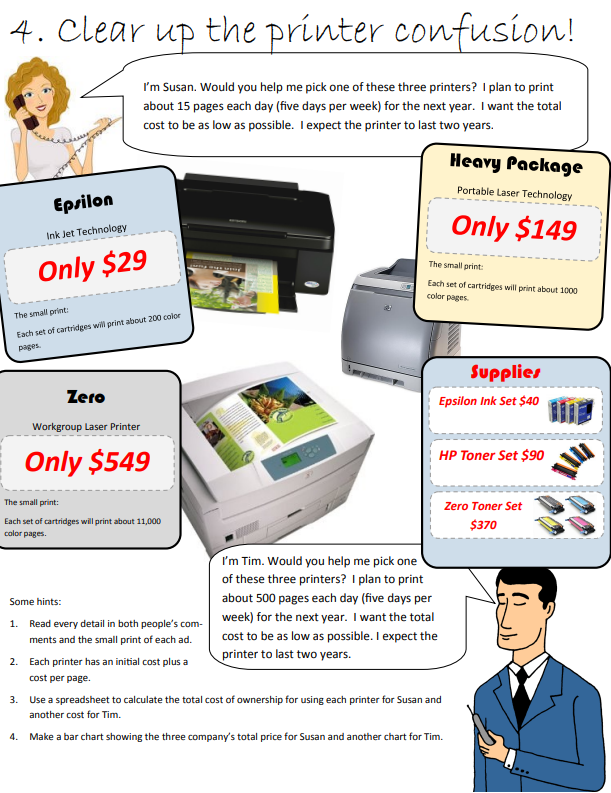 4. Clear up the printer confusion!
I'm Susan. Would you help me pick one of these three printers?  I plan to print
about 15 pages each day (five days per week) for the next year.  I want the total
cost to be as low as possible.  I expect the printer to last two years.
Heavy Package
Portable Laser Technology
Only $149
The small print:
Each set of cartridges will print about 1000
color pages.
Epsilon
Ink Jet Technology
Only $29
The small print:
Each set of cartridges will print about 200 color
pages.
Zero
Workgroup Laser Printer
Only $549
The small print:
Each set of cartridges will print about 11,000
color pages.
Supplies
Epsilon Ink Set $40
HP Toner Set $90
Zero Toner Set
$370
I'm Tim. Would you help me pick one
of these three printers?  I plan to print
about 500 pages each day (five days per
week) for the next year.  I want the total
cost to be as low as possible. I expect the
printer to last two years.
Some hints:
1. Read every detail in both people's com-
ments and the small print of each ad.
2. Each printer has an initial cost plus a
cost per page.
3. Use a spreadsheet to calculate the total cost of ownership for using each printer for Susan and
another cost for Tim.
4. Make a bar chart showing the three company's total price for Susan and another chart for Tim.